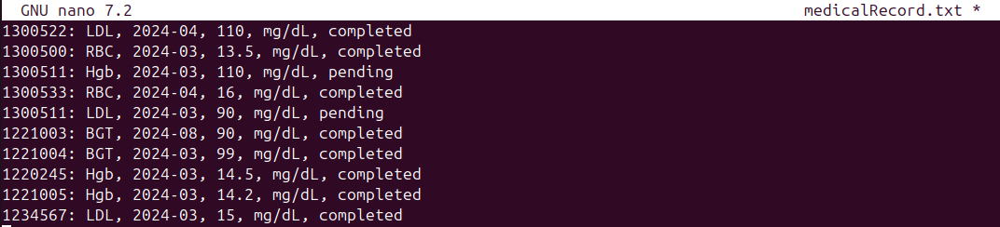 GNU nano 7.2 medicalRecord.txt *
1300522: LDL, 2024-04, 110, mg/dL, completed
1300500: RBC, 2024-03, 13.5, mg/dL, completed
1300511: Hgb, 2024-03, 110, mg/dL, pending
1300533: RBC, 2024-04, 16, mg/dL, completed
1300511: LDL, 2024-03, 90, mg/dL, pending
1221003: BGT, 2024-08, 90, mg/dL, completed
1221004: BGT, 2024-03, 99, mg/dL, completed
1220245: Hgb, 2024-03, 14.5, mg/dL, completed
1221005: Hgb, 2024-03, 14.2, mg/dL, completed
1234567: LDL, 2024-03, 15, mg/dL, completed